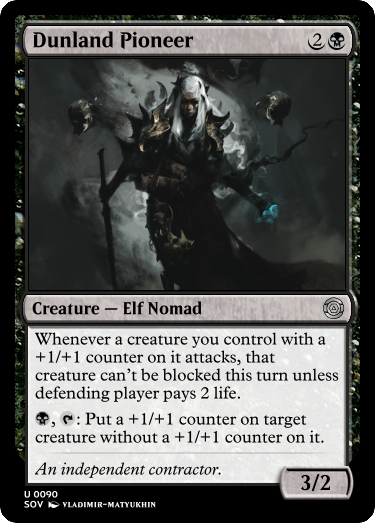 Dunland Pioneer 2
Creature — Elf Nomad
Whenever a creature you control with a
+1/+1 counter on it attacks, that
creature can't be blocked this turn unless
defending player pays 2 life.
, : Put a +1/+1 counter on target
creature without a +1/+1 counter on it.
An independent contractor.
3/2
U 0090
SOV VLADIMIR-MATYUKHIN